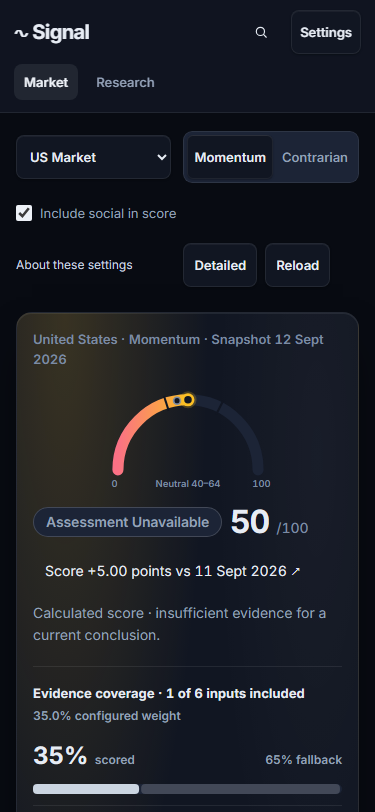 Signal
Settings
Market
Research
US Market
Momentum
Contrarian
Include social in score
About these settings
Detailed
Reload
United States · Momentum · Snapshot 12 Sept
2026
0
Neutral 40–64
100
Assessment Unavailable
50 /100
Score +5.00 points vs 11 Sept 2026 ↗
Calculated score · insufficient evidence for a
current conclusion.
Evidence coverage · 1 of 6 inputs included
35.0% configured weight
35% scored
65% fallback